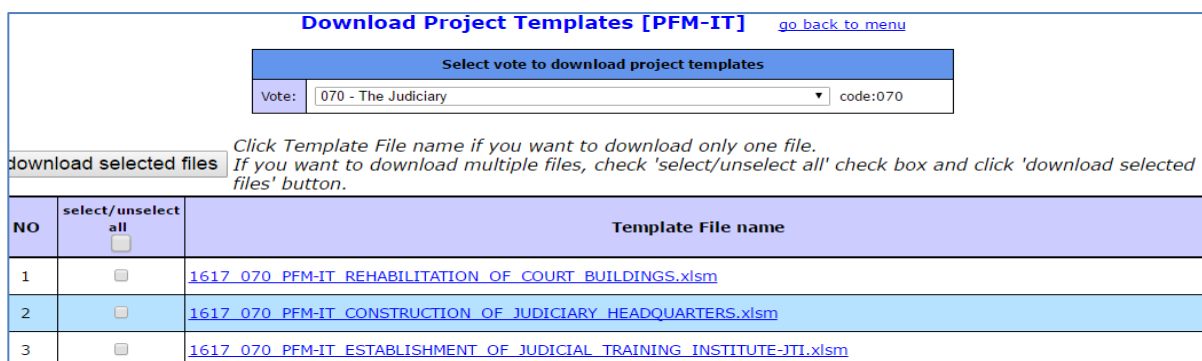 Download Project Templates [PFM-IT] go back to menu
Select vote to download project templates
Vote: 070 - The Judiciary code:070
Click Template File name if you want to download only one file.
download selected files If you want to download multiple files, check 'select/unselect all' check box and click 'download selected
files' button.
NO select/unselect all Template File name
1 1617_070_PFM-IT_REHABILITATION_OF_COURT_BUILDINGS.xlsm
2 1617_070_PFM-IT_CONSTRUCTION_OF_JUDICIARY_HEADQUARTERS.xlsm
3 1617_070_PFM-IT_ESTABLISHMENT_OF_JUDICIAL_TRAINING_INSTITUTE-JTI.xlsm